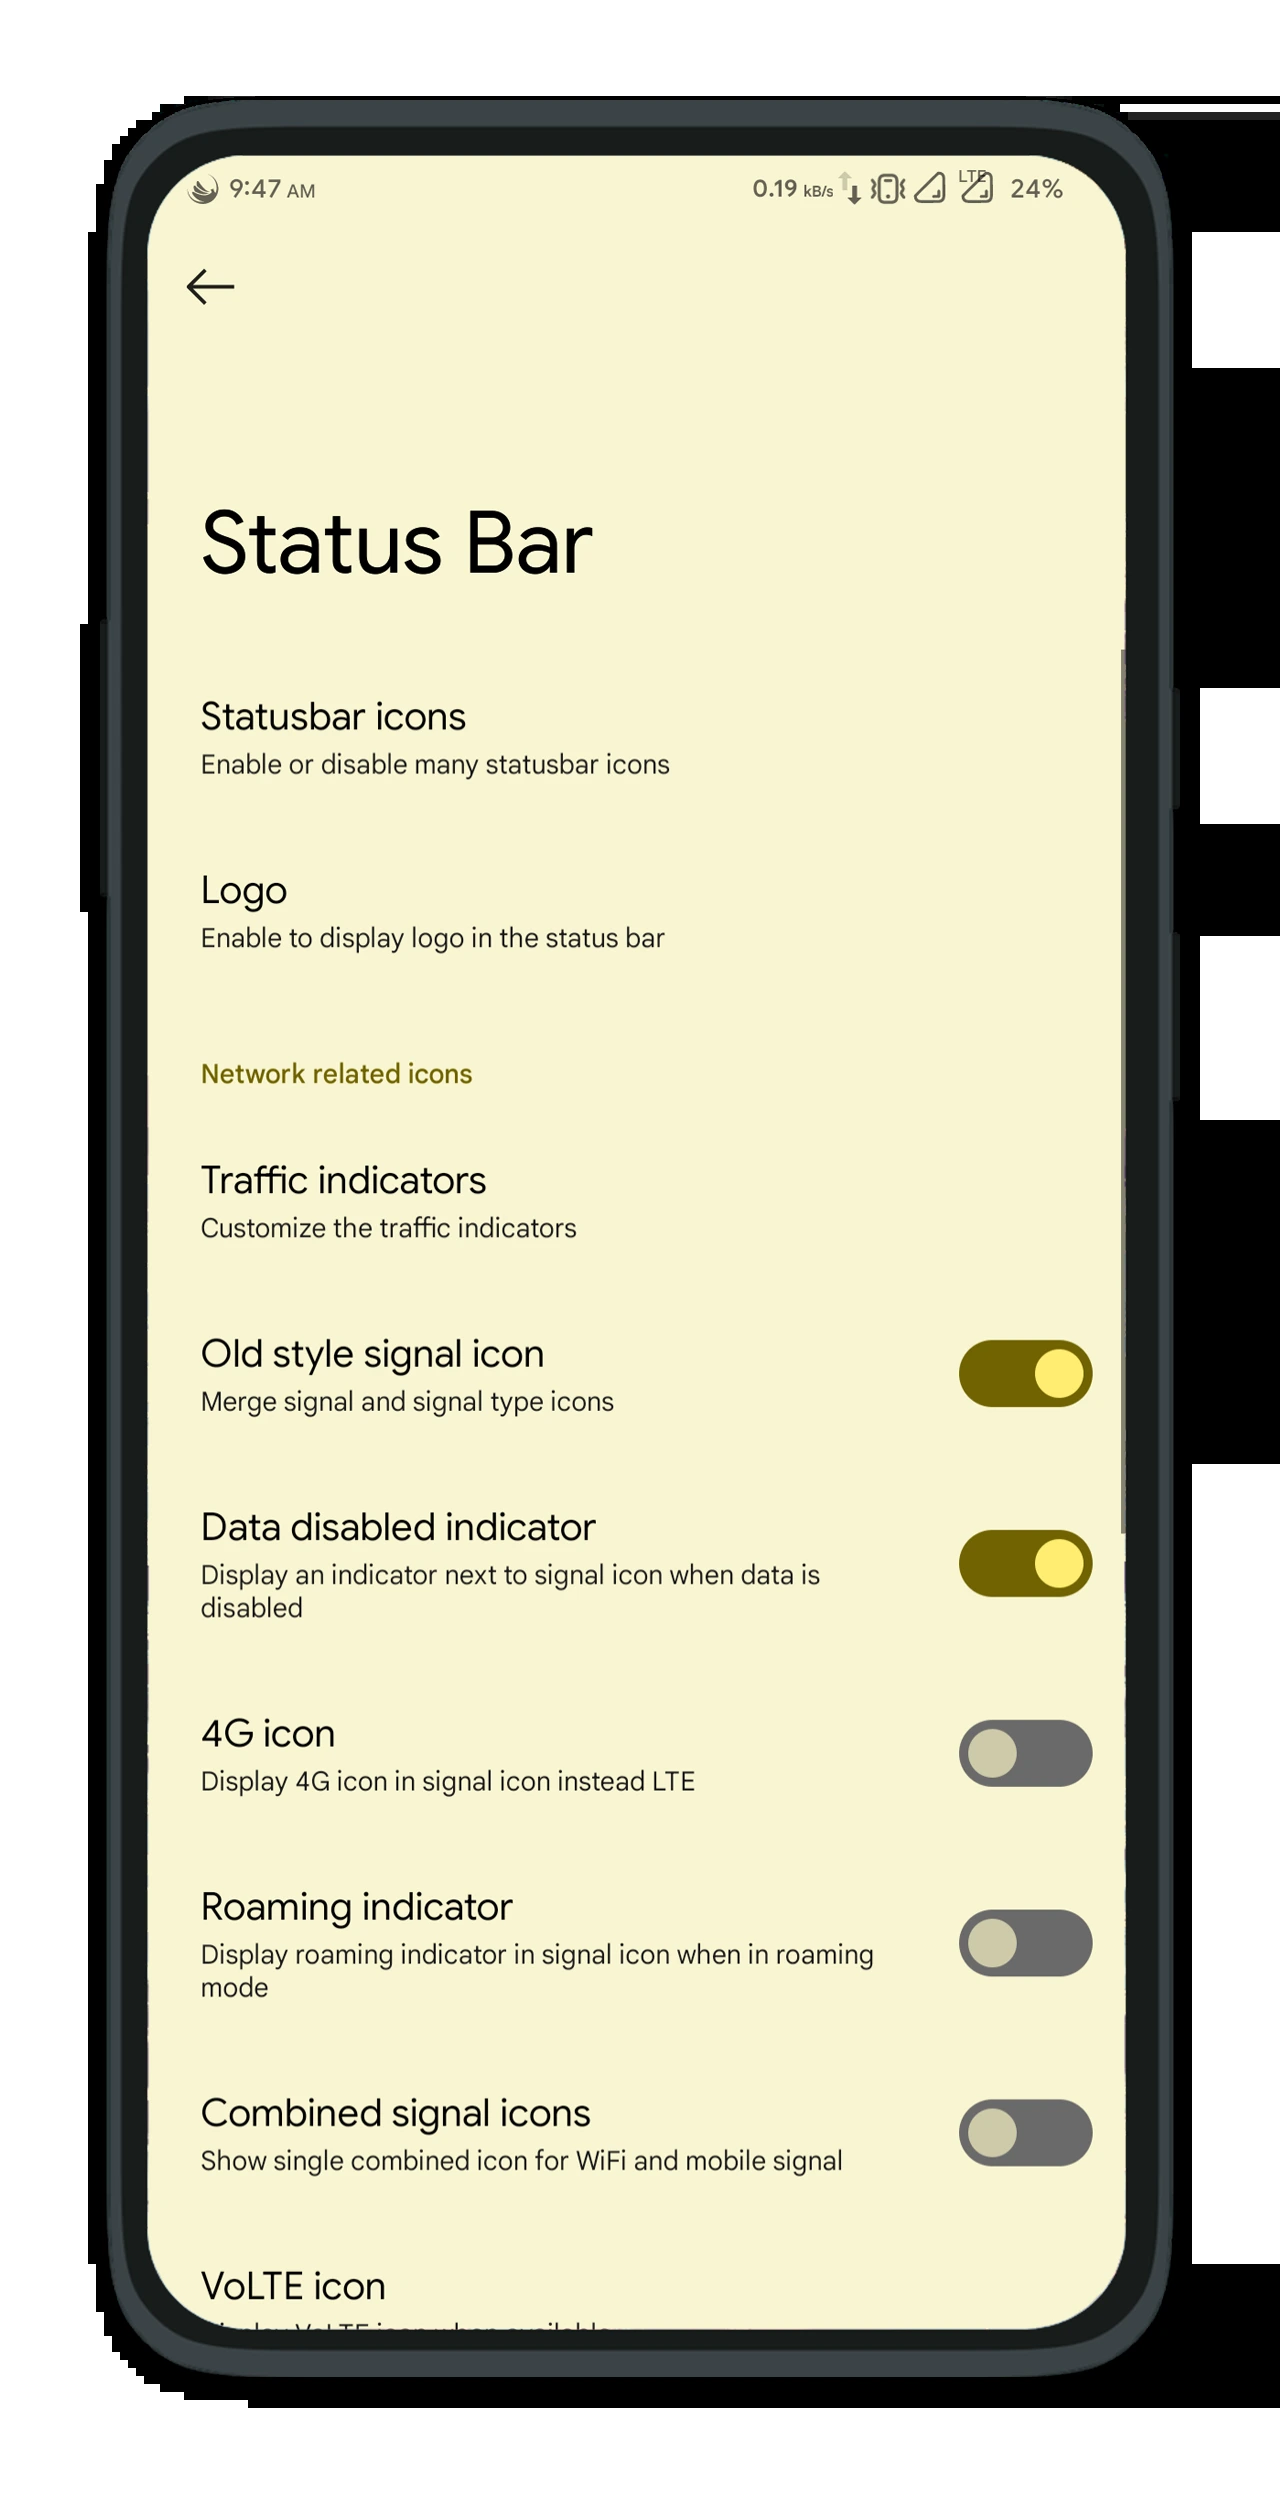 9:47 AM 0.19 kB/s LTE 24%
Status Bar
Statusbar icons
Enable or disable many statusbar icons
Logo
Enable to display logo in the status bar
Network related icons
Traffic indicators
Customize the traffic indicators
Old style signal icon
Merge signal and signal type icons
Data disabled indicator
Display an indicator next to signal icon when data is
disabled
4G icon
Display 4G icon in signal icon instead LTE
Roaming indicator
Display roaming indicator in signal icon when in roaming
mode
Combined signal icons
Show single combined icon for WiFi and mobile signal
VoLTE icon